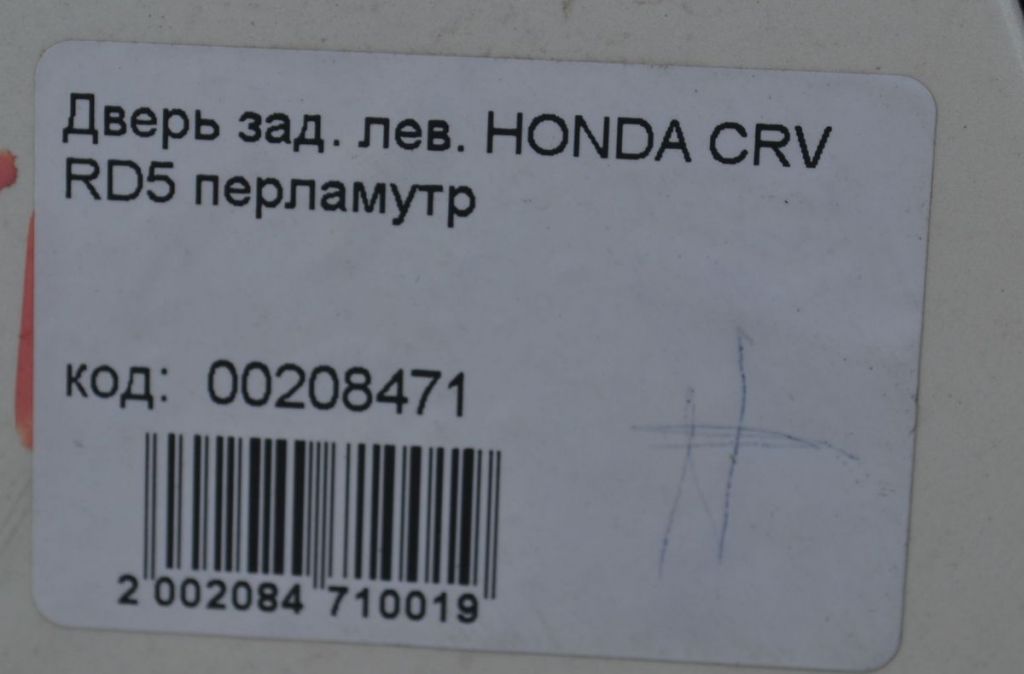 Дверь зад. лев. HONDA CRV
RD5 перламутр
код: 00208471
2 002084 710019